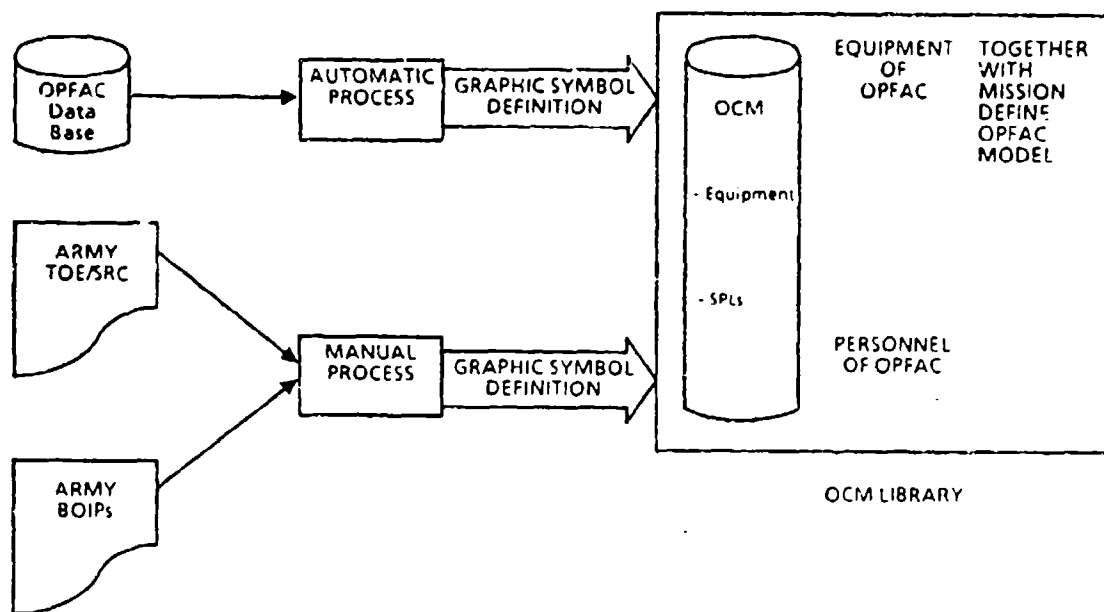 OPFAC
Data
Base
AUTOMATIC
PROCESS
GRAPHIC SYMBOL
DEFINITION
ARMY
TOE/SRC
MANUAL
PROCESS
GRAPHIC SYMBOL
DEFINITION
ARMY
BOIPs
OCM
- Equipment
- SPLs
EQUIPMENT
OF
OPFAC
TOGETHER
WITH
MISSION
DEFINE
OPFAC
MODEL
PERSONNEL
OF OPFAC
OCM LIBRARY